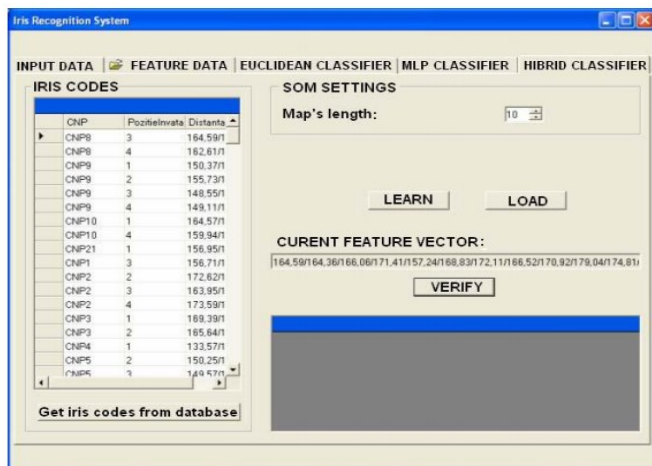 Iris Recognition System
INPUT DATA FEATURE DATA EUCLIDEAN CLASSIFIER MLP CLASSIFIER HIBRID CLASSIFIER
IRIS CODES
CNP PozitieInvata Distanta
CNP8 3 164,59/1
CNP8 4 162,61/1
CNP9 1 150,37/1
CNP9 2 155,73/1
CNP9 3 148,55/1
CNP9 4 149,11/1
CNP10 1 164,57/1
CNP10 4 159,94/1
CNP21 1 156,95/1
CNP1 3 156,71/1
CNP2 2 172,62/1
CNP2 3 163,95/1
CNP2 4 173,59/1
CNP3 1 169,39/1
CNP3 2 165,64/1
CNP4 1 133,57/1
CNP5 2 150,25/1
CNP5 3 149,57/1
Get iris codes from database
SOM SETTINGS
Map's length: 10
LEARN LOAD
CURENT FEATURE VECTOR:
164,59/164,36/166,06/171,41/157,24/168,83/172,11/166,52/170,92/179,04/174,81/
VERIFY